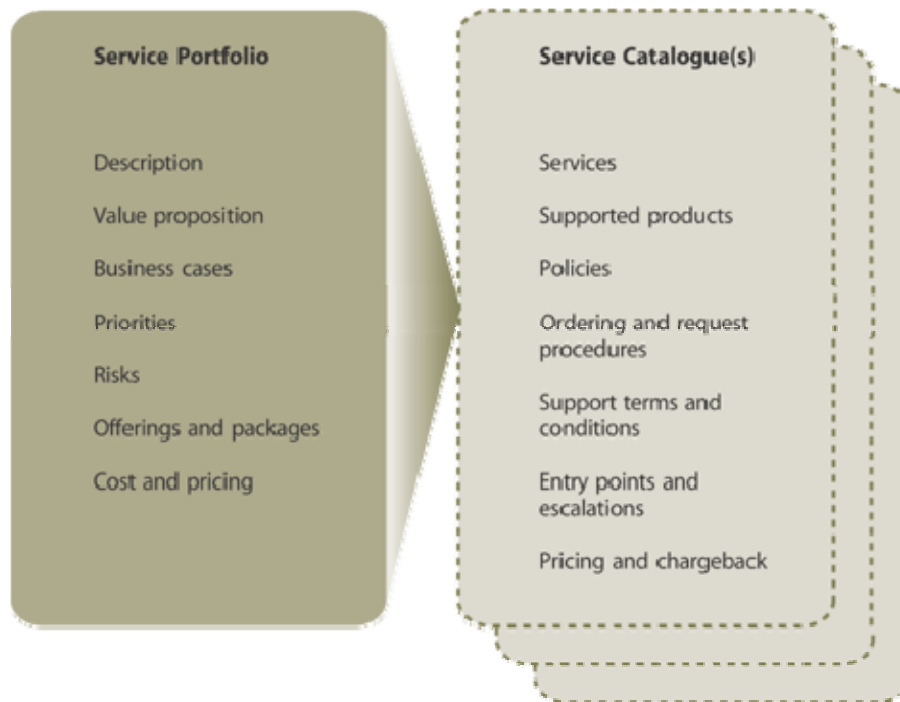 Service Portfolio
Description
Value proposition
Business cases
Priorities
Risks
Offerings and packages
Cost and pricing
Service Catalogue(s)
Services
Supported products
Policies
Ordering and request
procedures
Support terms and
conditions
Entry points and
escalations
Pricing and chargeback